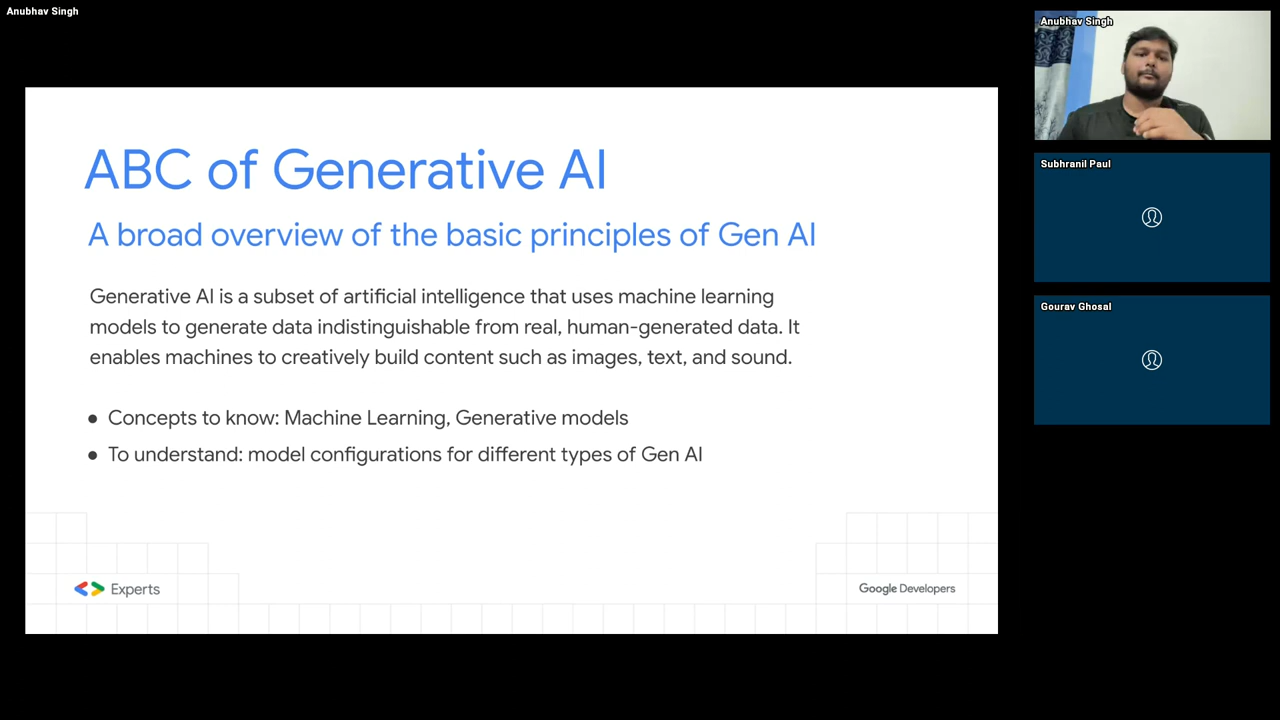 Anubhav Singh
ABC of Generative AI
A broad overview of the basic principles of Gen AI
Generative AI is a subset of artificial intelligence that uses machine learning
models to generate data indistinguishable from real, human-generated data. It
enables machines to creatively build content such as images, text, and sound.
● Concepts to know: Machine Learning, Generative models
● To understand: model configurations for different types of Gen AI
Experts
Google Developers
Anubhav Singh
Subhranil Paul
Gourav Ghosal